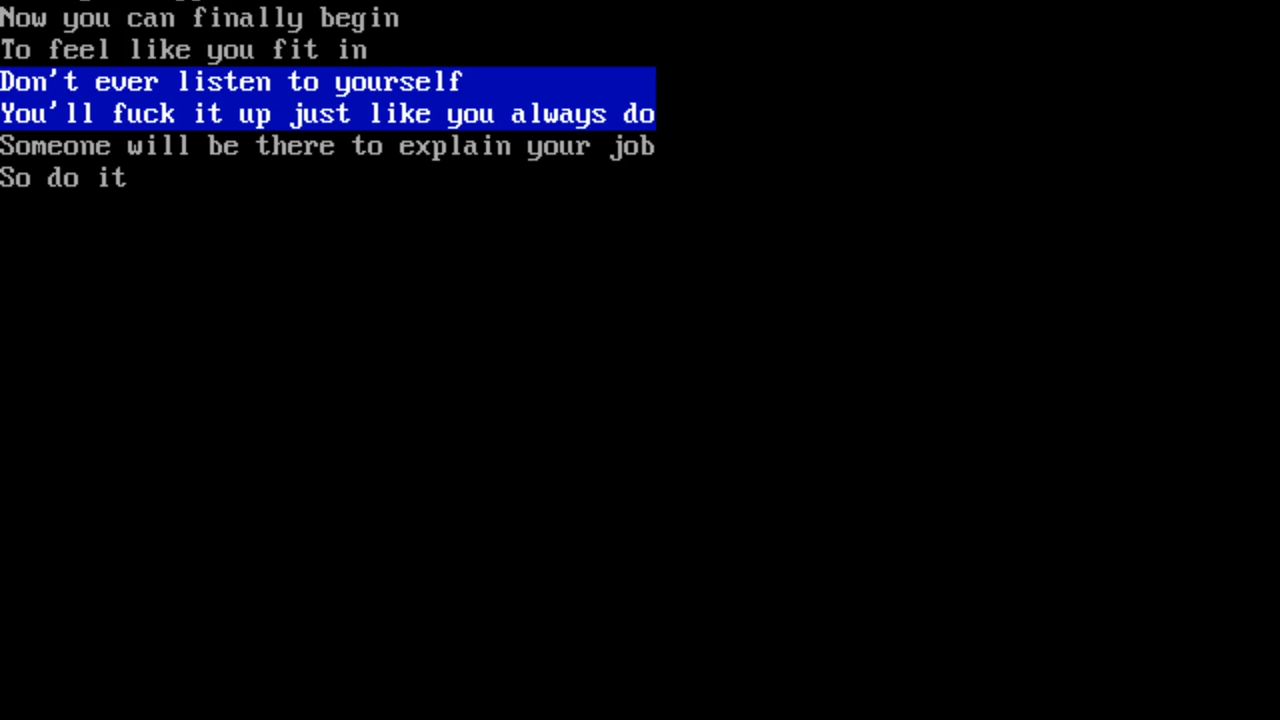 Now you can finally begin
To feel like you fit in
Don't ever listen to yourself
You'll fuck it up just like you always do
Someone will be there to explain your job
So do it